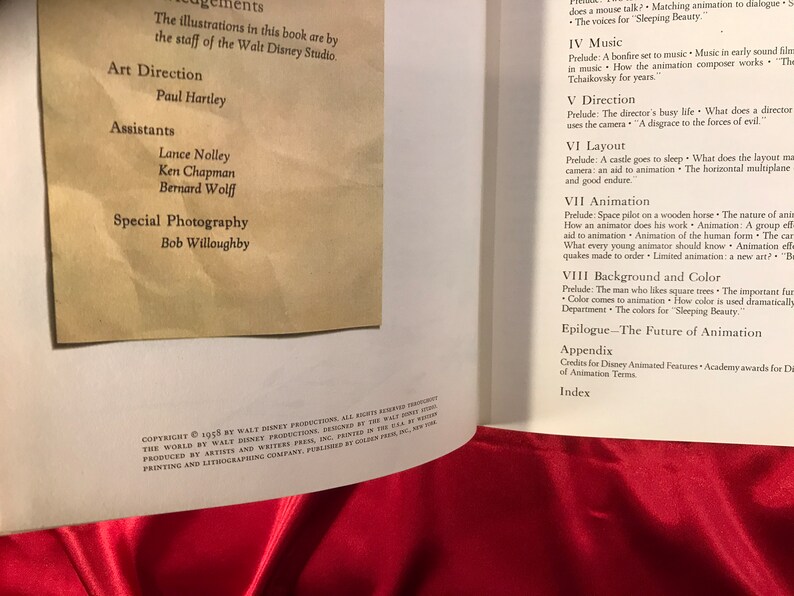 The illustrations in this book are by
the staff of the Walt Disney Studio.
Art Direction
Paul Hartley
Assistants
Lance Nolley
Ken Chapman
Bernard Wolff
Special Photography
Bob Willoughby
COPYRIGHT © 1958 BY WALT DISNEY PRODUCTIONS. ALL RIGHTS RESERVED THROUGHOUT
THE WORLD BY WALT DISNEY PRODUCTIONS. DESIGNED BY THE WALT DISNEY STUDIO.
PRODUCED BY ARTISTS AND WRITERS PRESS, INC. PRINTED IN THE U.S.A. BY WESTERN
PRINTING AND LITHOGRAPHING COMPANY. PUBLISHED BY GOLDEN PRESS, INC., NEW YORK.
does a mouse talk? • Matching animation to dialogue •
• The voices for "Sleeping Beauty."
IV Music
Prelude: A bonfire set to music • Music in early sound
in music • How the animation composer works • "The
Tchaikovsky for years."
V Direction
Prelude: The director's busy life • What does a director
uses the camera • "A disgrace to the forces of evil."
VI Layout
Prelude: A castle goes to sleep • What does the layout
camera: an aid to animation • The horizontal multiplane
and good endure."
VII Animation
Prelude: Space pilot on a wooden horse • The nature of
How an animator does his work • Animation: A group
aid to animation • Animation of the human form • The
What every young animator should know • Animation
quakes made to order • Limited animation: a new art? •
VIII Background and Color
Prelude: The man who likes square trees • The important
• Color comes to animation • How color is used dramatically
Department • The colors for "Sleeping Beauty."
Epilogue—The Future of Animation
Appendix
Credits for Disney Animated Features • Academy awards for
of Animation Terms.
Index